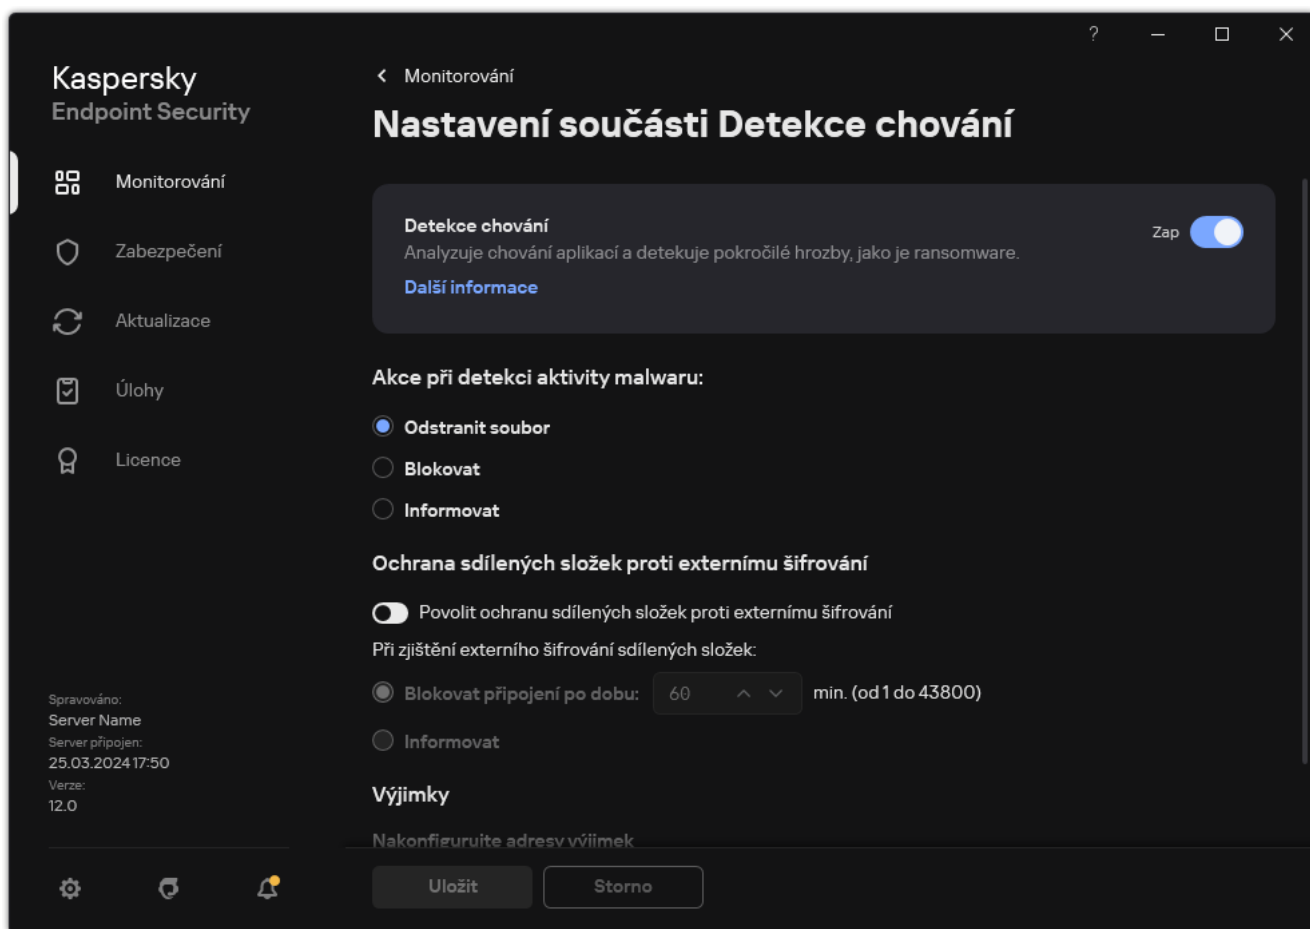 ?
Kaspersky
Endpoint Security
Monitorování
Zabezpečení
Aktualizace
Úlohy
Licence
Spravováno:
Server Name
Server připojen:
25.03.2024 17:50
Verze:
12.0
Monitorování
Nastavení součásti Detekce chování
Detekce chování
Zap
Analyzuje chování aplikací a detekuje pokročilé hrozby, jako je ransomware.
Další informace
Akce při detekci aktivity malwaru:
Odstranit soubor
Blokovat
Informovat
Ochrana sdílených složek proti externímu šifrování
Povolit ochranu sdílených složek proti externímu šifrování
Při zjištění externího šifrování sdílených složek:
Blokovat připojení po dobu: 60 min. (od 1 do 43800)
Informovat
Výjimky
Nakonfigurujte adresy výjimek
Uložit
Storno